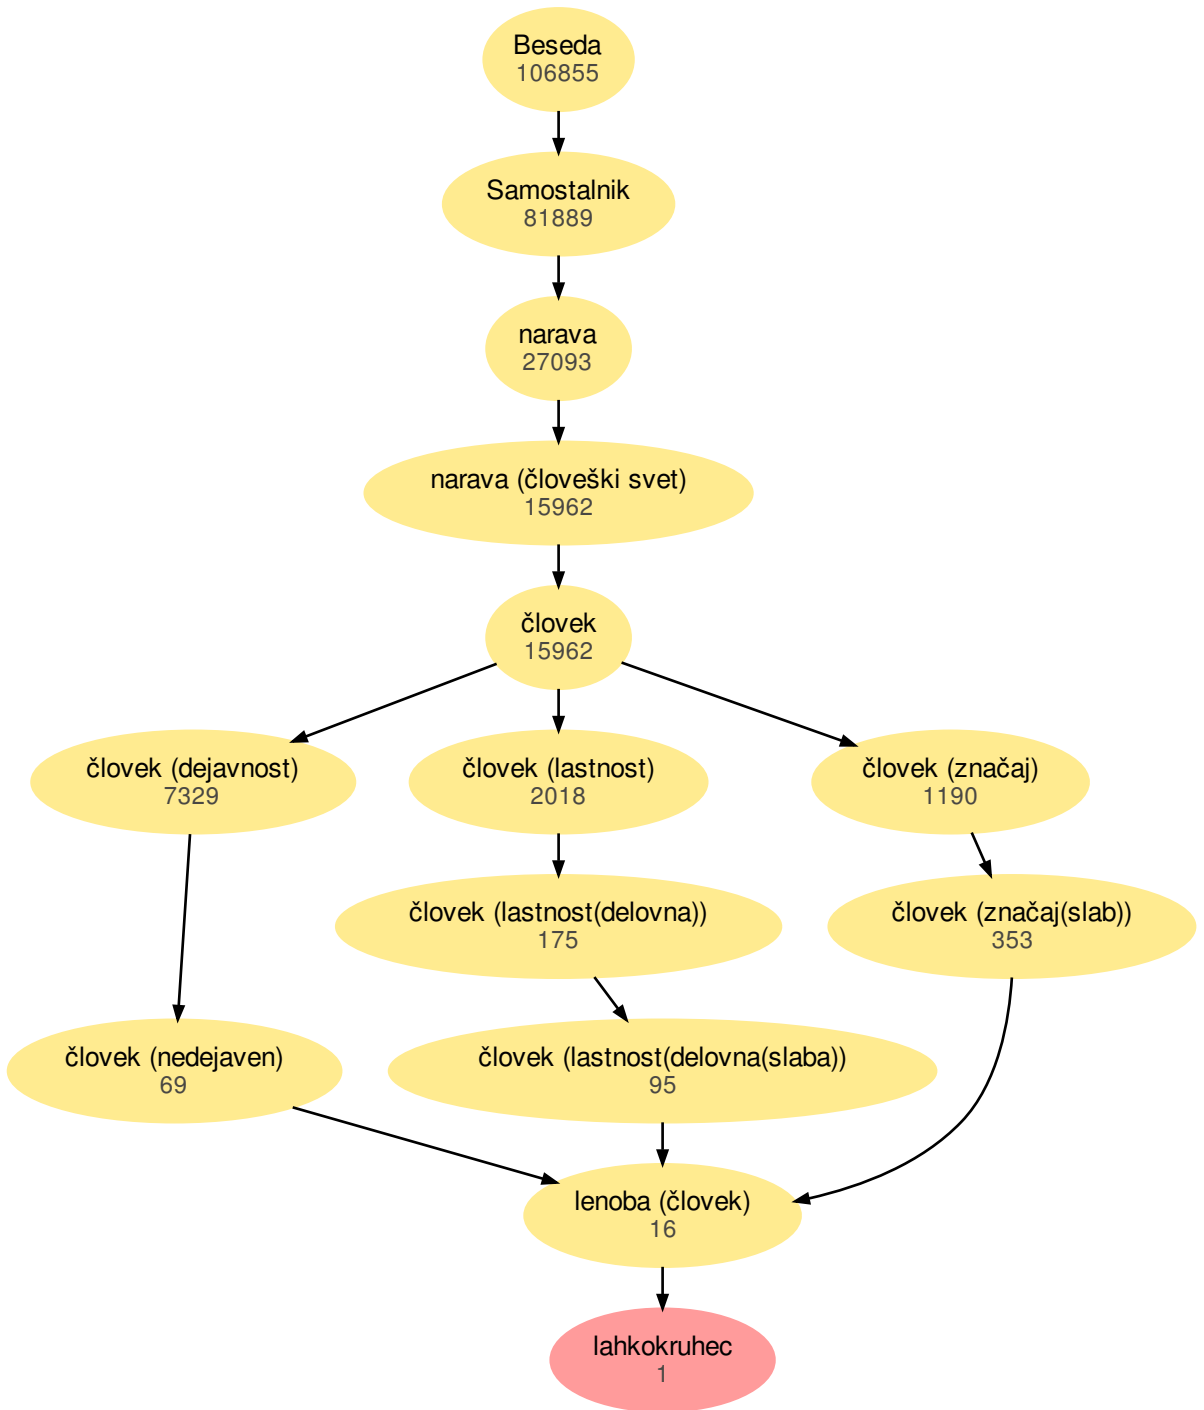 Beseda
106855
Samostalnik
81889
narava
27093
narava (človeški svet)
15962
človek
15962
človek (dejavnost)
7329
človek (lastnost)
2018
človek (značaj)
1190
človek (lastnost(delovna))
175
človek (značaj(slab))
353
človek (nedejaven)
69
človek (lastnost(delovna(slaba))
95
lenoba (človek)
16
lahkokruhec
1